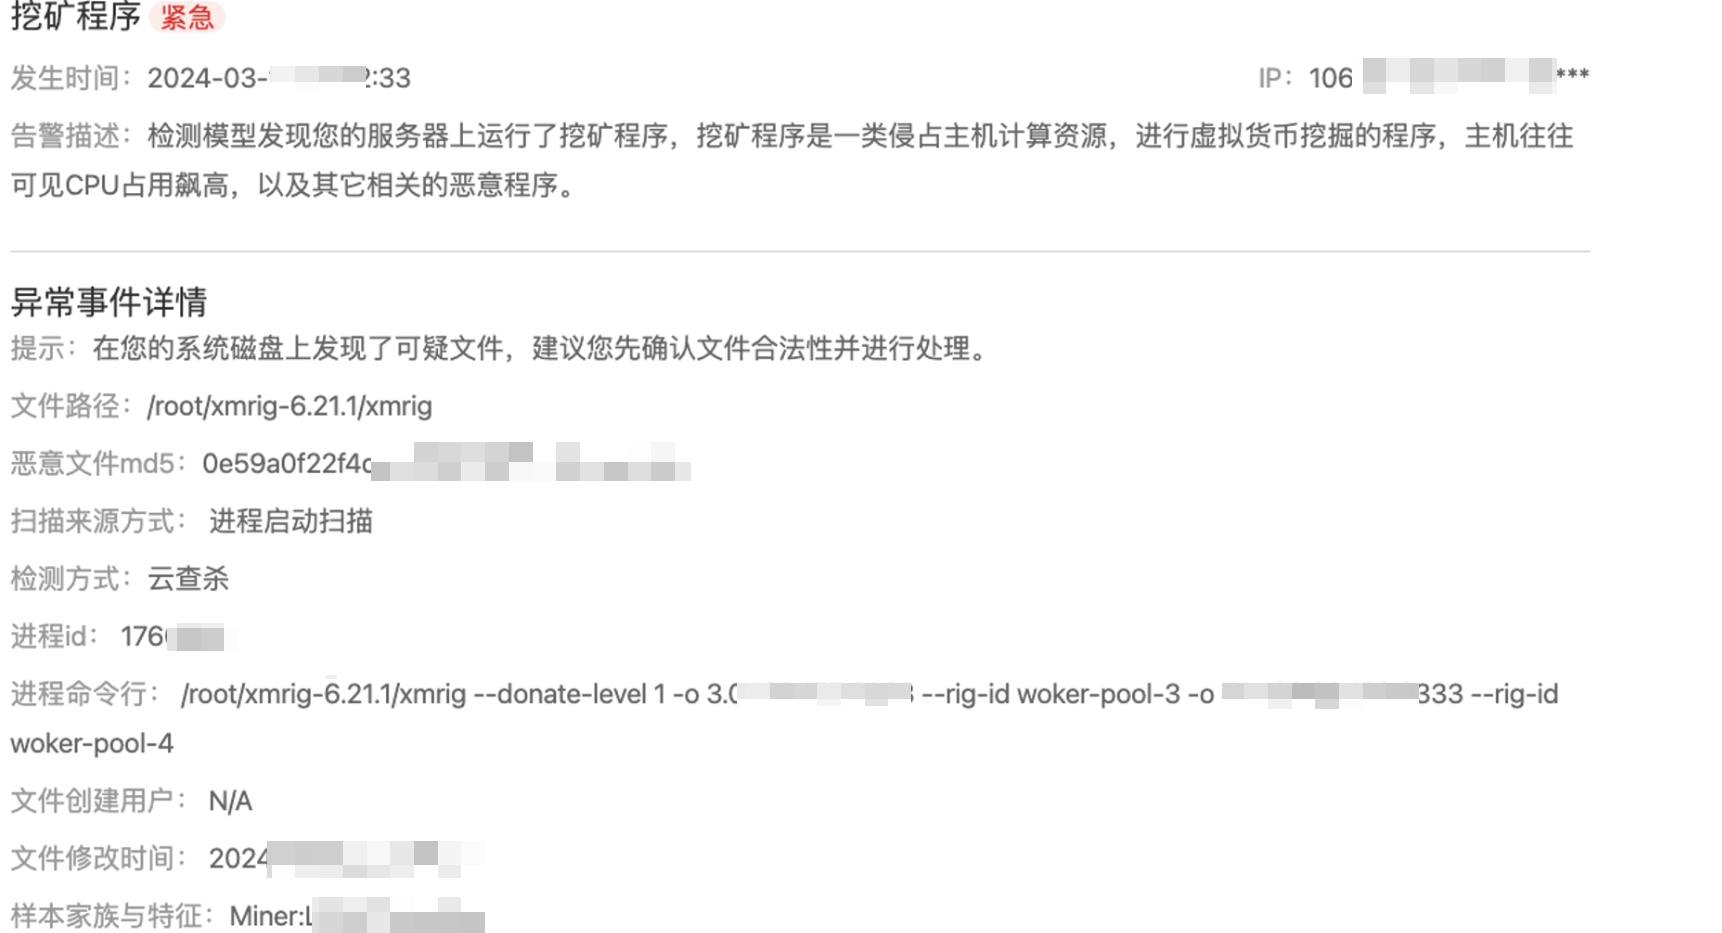 挖矿程序 紧急
发生时间：2024-03- :33 IP：106 ***
告警描述：检测模型发现您的服务器上运行了挖矿程序，挖矿程序是一类侵占主机计算资源，进行虚拟货币挖掘的程序，主机往往
可见CPU占用飙高，以及其它相关的恶意程序。
异常事件详情
提示：在您的系统磁盘上发现了可疑文件，建议您先确认文件合法性并进行处理。
文件路径：/root/xmrig-6.21.1/xmrig
恶意文件md5：0e59a0f22f4
扫描来源方式：进程启动扫描
检测方式：云查杀
进程id：176
进程命令行：/root/xmrig-6.21.1/xmrig --donate-level 1 -o 3. --rig-id woker-pool-3 -o 333 --rig-id
woker-pool-4
文件创建用户：N/A
文件修改时间：2024
样本家族与特征：Miner: